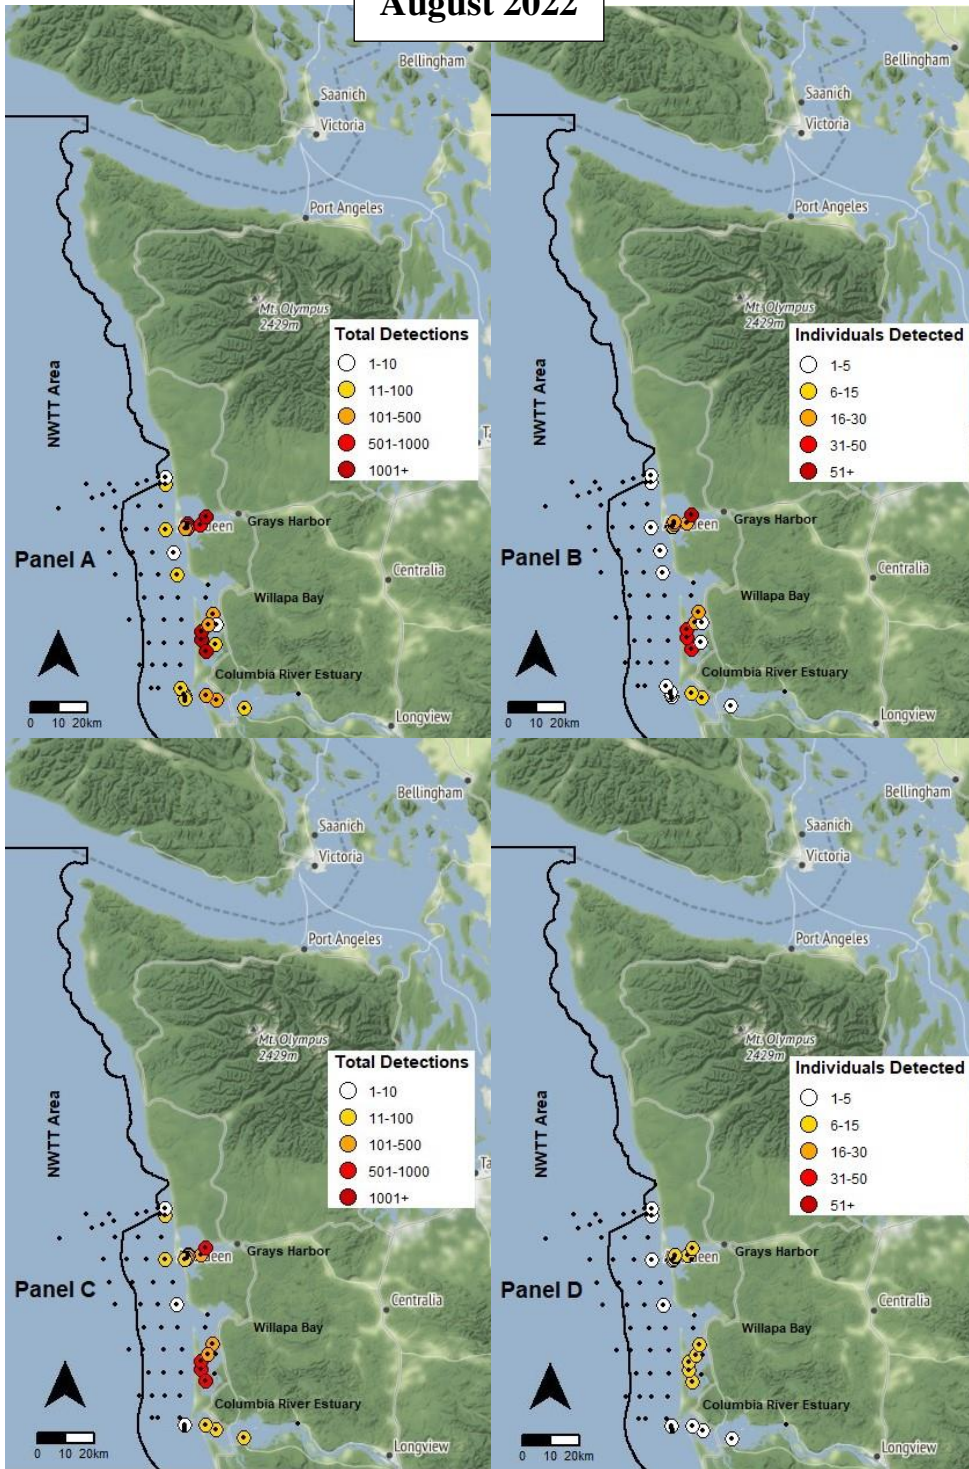 August 2022
Bellingham
Saanich
Victoria
Port Angeles
Mt. Olympus
2429m
Total Detections
1-10
11-100
101-500
501-1000
1001+
NWTT Area
Grays Harbor
Panel A
Centralia
Willapa Bay
Columbia River Estuary
0 10 20km
Longview
Bellingham
Saanich
Victoria
Port Angeles
Mt. Olympus
2429m
Individuals Detected
1-5
6-15
16-30
31-50
51+
NWTT Area
Grays Harbor
Panel B
Centralia
Willapa Bay
Columbia River Estuary
0 10 20km
Longview
Bellingham
Saanich
Victoria
Port Angeles
Mt. Olympus
2429m
Total Detections
1-10
11-100
101-500
501-1000
1001+
NWTT Area
Grays Harbor
Panel C
Centralia
Willapa Bay
Columbia River Estuary
0 10 20km
Longview
Bellingham
Saanich
Victoria
Port Angeles
Mt. Olympus
2429m
Individuals Detected
1-5
6-15
16-30
31-50
51+
NWTT Area
Grays Harbor
Panel D
Centralia
Willapa Bay
Columbia River Estuary
0 10 20km
Longview